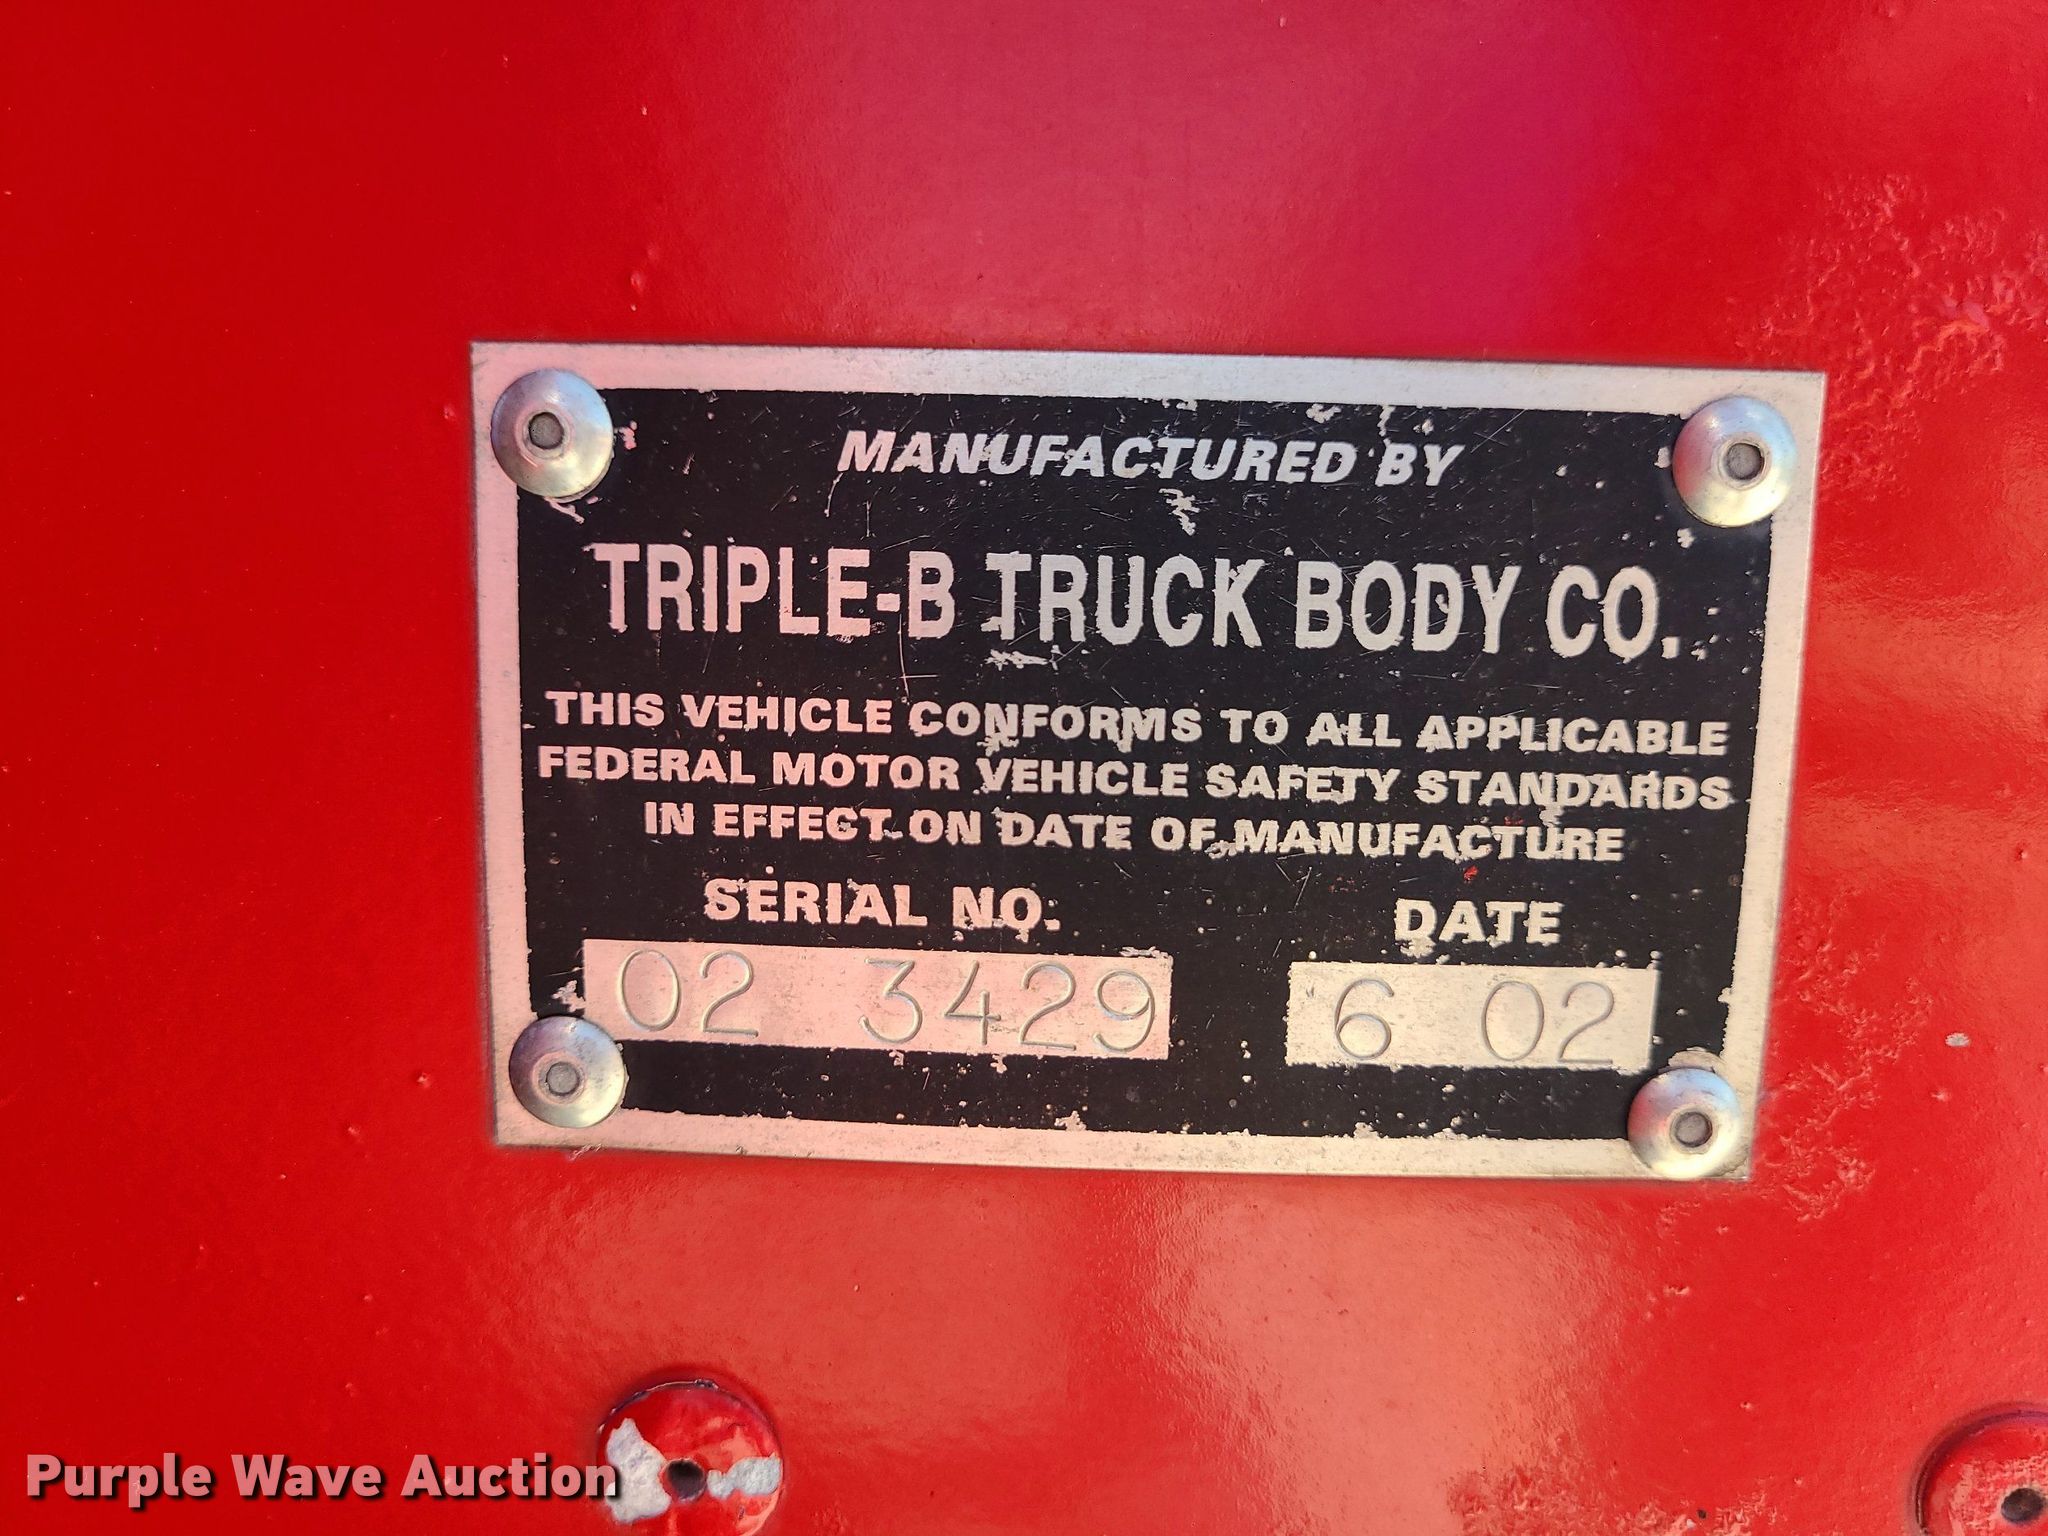 MANUFACTURED BY
TRIPLE-B TRUCK BODY CO.
THIS VEHICLE CONFORMS TO ALL APPLICABLE
FEDERAL MOTOR VEHICLE SAFETY STANDARDS
IN EFFECT ON DATE OF MANUFACTURE
SERIAL NO. DATE
02 3429 6 02
Purple Wave Auction